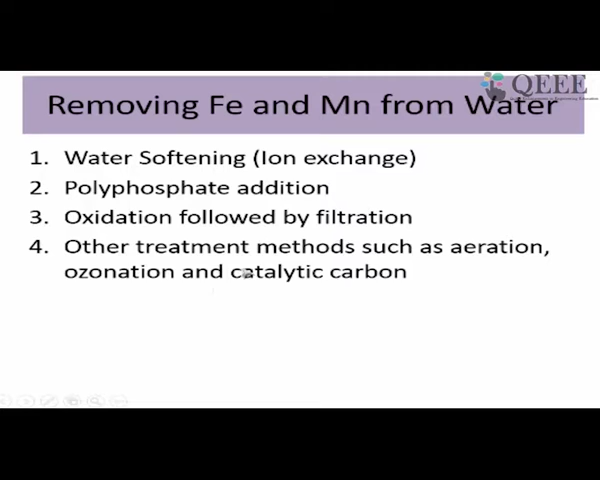 QEEE
Removing Fe and Mn from Water
1. Water Softening (Ion exchange)
2. Polyphosphate addition
3. Oxidation followed by filtration
4. Other treatment methods such as aeration,
ozonation and catalytic carbon